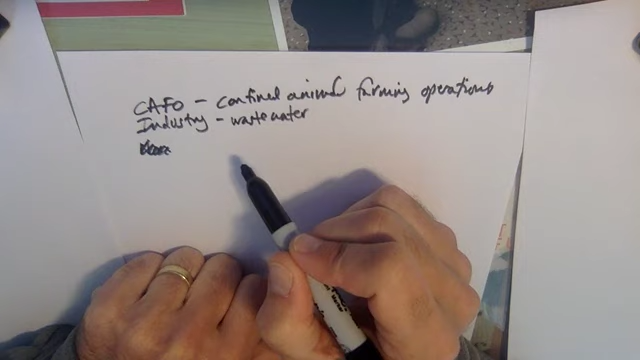 CAFO - confined animal farming operations
Industry - wastewater